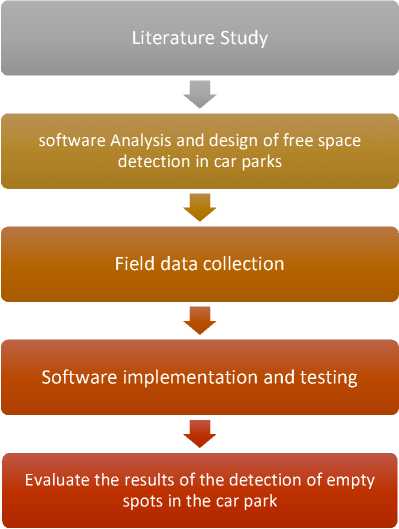 Literature Study
software Analysis and design of free space
detection in car parks
Field data collection
Software implementation and testing
Evaluate the results of the detection of empty
spots in the car park